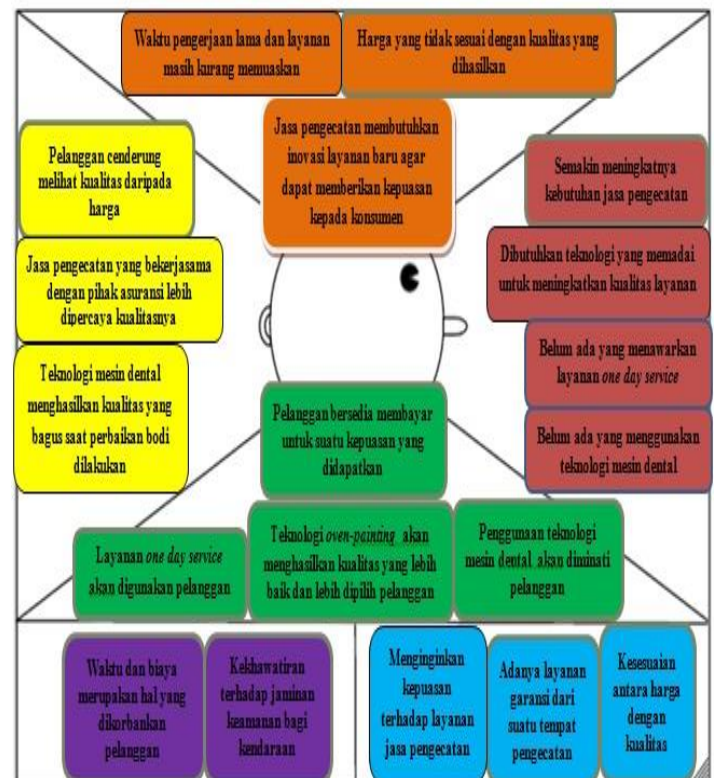 Waktu pengerjaan lama dan layanan
masih kurang memuaskan
Harga yang tidak sesuai dengan kualitas yang
dihasilkan
Jasa pengecatan membutuhkan
inovasi layanan baru agar
dapat memberikan kepuasan
kepada konsumen
Pelanggan cenderung
melihat kualitas daripada
harga
Jasa pengecatan yang bekerjasama
dengan pihak asuransi lebih
dipercaya kualitasnya
Teknologi mesin dental
menghasilkan kualitas yang
bagus saat perbaikan bodi
dilakukan
Semakin meningkatnya
kebutuhan jasa pengecatan
Dibutuhkan teknologi yang memadai
untuk meningkatkan kualitas layanan
Belum ada yang menawarkan
layanan one day service
Belum ada yang menggunakan
teknologi mesin dental
Pelanggan bersedia membayar
untuk suatu kepuasan yang
didapatkan
Layanan one day service
akan digunakan pelanggan
Teknologi oven-painting akan
menghasilkan kualitas yang lebih
baik dan lebih dipilih pelanggan
Penggunaan teknologi
mesin dental akan diminati
pelanggan
Waktu dan biaya
merupakan hal yang
dikorbankan
pelanggan
Kekhawatiran
terhadap jaminan
keamanan bagi
kendaraan
Menginginkan
kepuasan
terhadap layanan
jasa pengecatan
Adanya layanan
garansi dari
suatu tempat
pengecatan
Kesesuaian
antara harga
dengan
kualitas